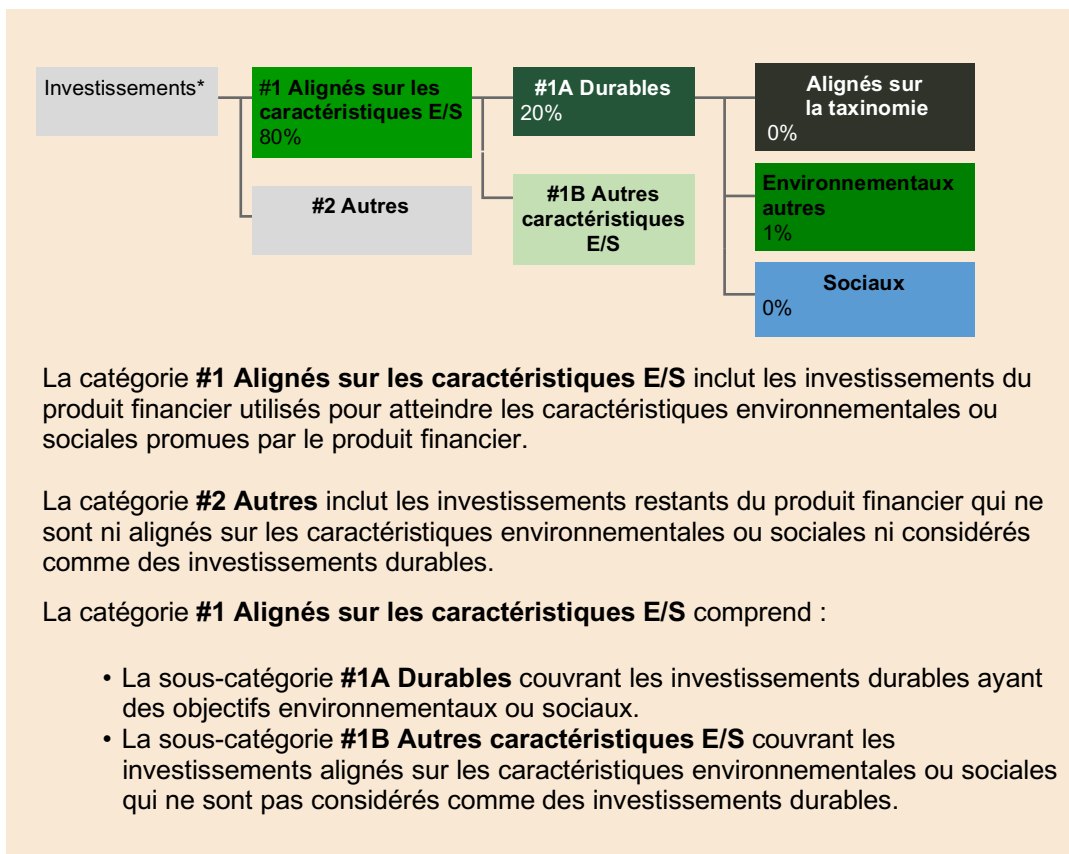 Investissements*
#1 Alignés sur les
caractéristiques E/S
80%
#2 Autres
#1A Durables
20%
#1B Autres
caractéristiques
E/S
Alignés sur
la taxinomie
0%
Environnementaux
autres
1%
Sociaux
0%
La catégorie #1 Alignés sur les caractéristiques E/S inclut les investissements du
produit financier utilisés pour atteindre les caractéristiques environnementales ou
sociales promues par le produit financier.
La catégorie #2 Autres inclut les investissements restants du produit financier qui ne
sont ni alignés sur les caractéristiques environnementales ou sociales ni considérés
comme des investissements durables.
La catégorie #1 Alignés sur les caractéristiques E/S comprend :
• La sous-catégorie #1A Durables couvrant les investissements durables ayant
des objectifs environnementaux ou sociaux.
• La sous-catégorie #1B Autres caractéristiques E/S couvrant les
investissements alignés sur les caractéristiques environnementales ou sociales
qui ne sont pas considérés comme des investissements durables.